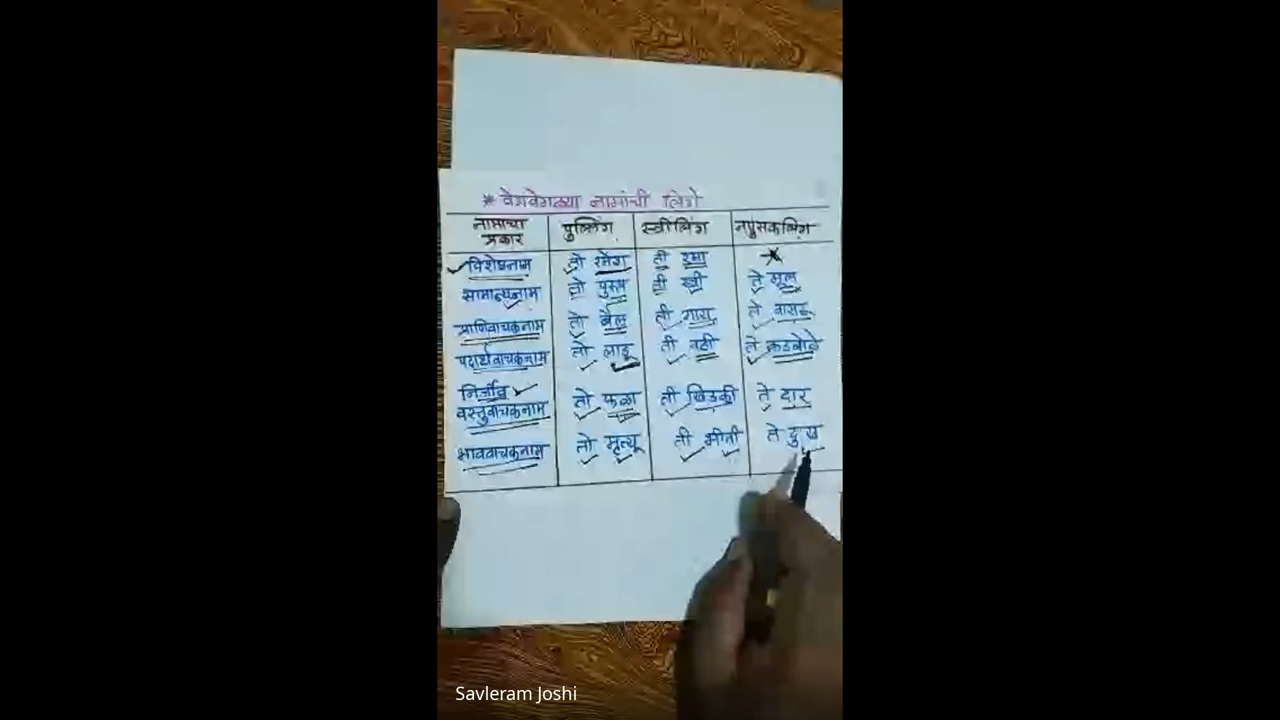 * वेगवेगळ्या नामांची लिंगे
नामाचा प्रकार पुल्लिंग स्त्रीलिंग नपुसकलिंग
विशेषनाम तो रमेश ती रमा ×
सामान्यनाम तो पुरुष ती स्त्री ते मूल
प्राणिवाचकनाम तो बैल ती गाय ते वासरू
पदार्थवाचकनाम तो लाडू ती वडी ते कडबोळे
निर्जीव
वस्तुवाचकनाम तो फळा ती खिडकी ते दार
भाववाचकनाम तो मृत्यू ती भीती ते दुःख
Savleram Joshi